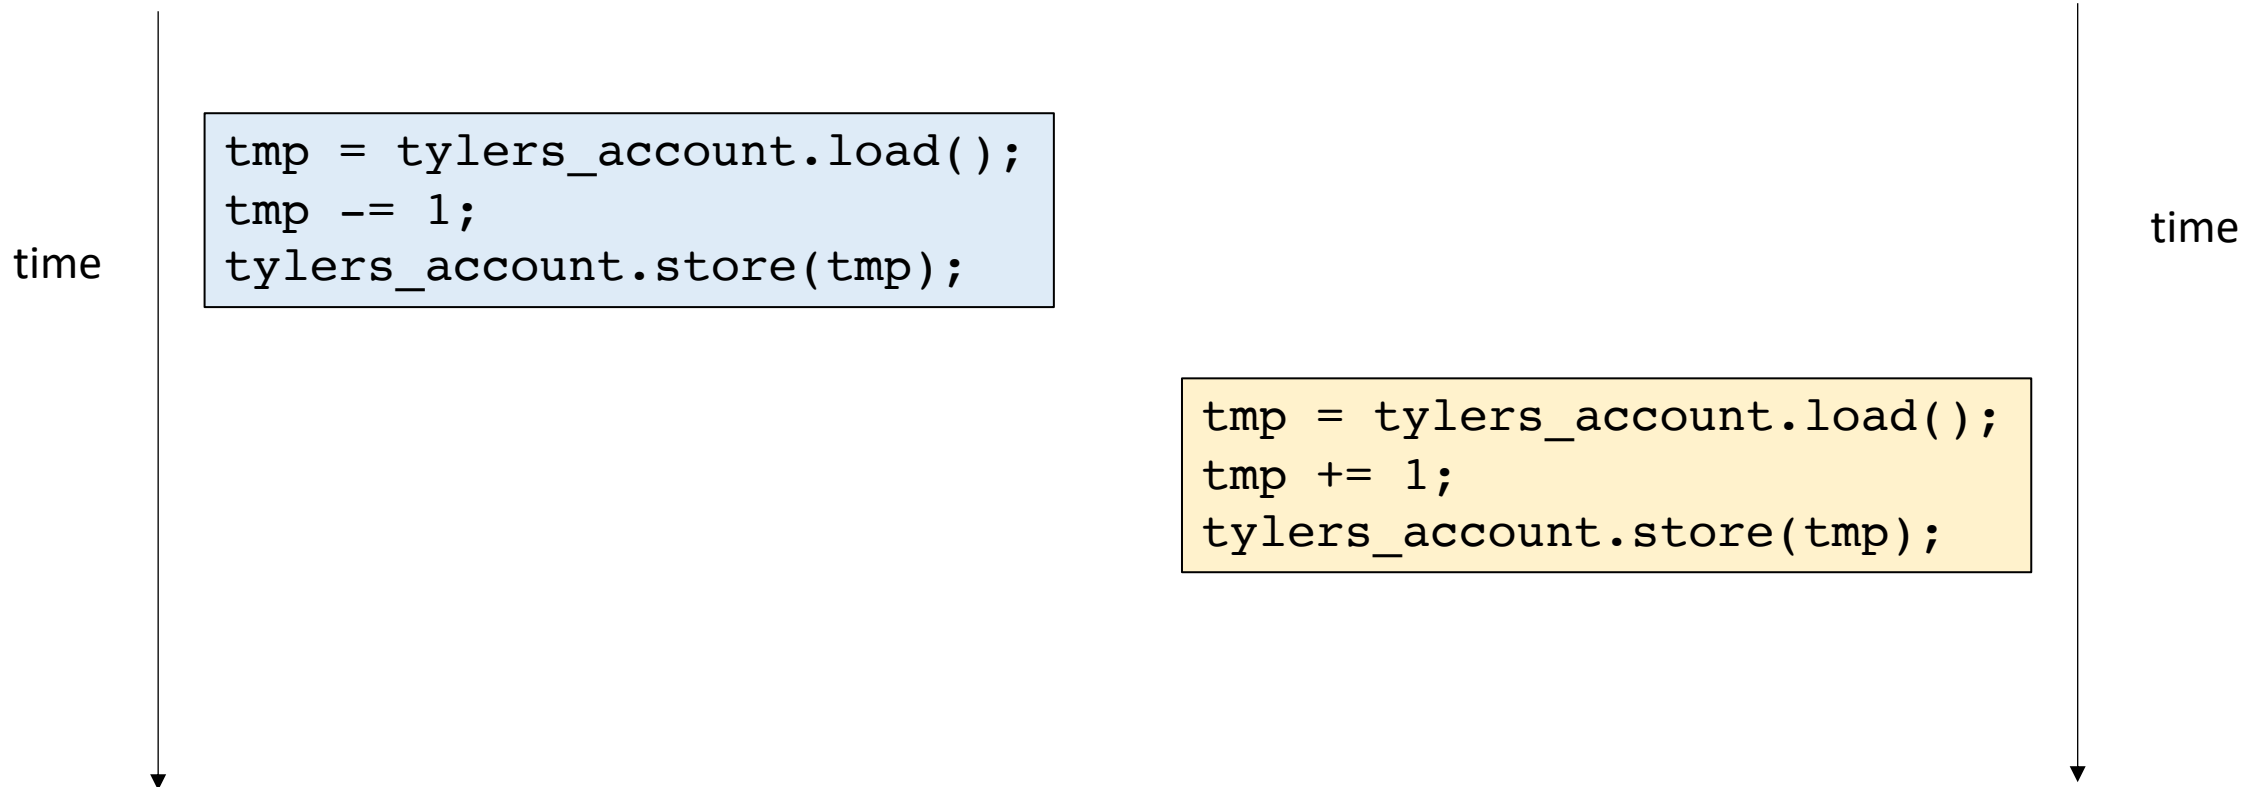 time
tmp = tylers_account.load();
tmp -= 1;
tylers_account.store(tmp);
time
tmp = tylers_account.load();
tmp += 1;
tylers_account.store(tmp);